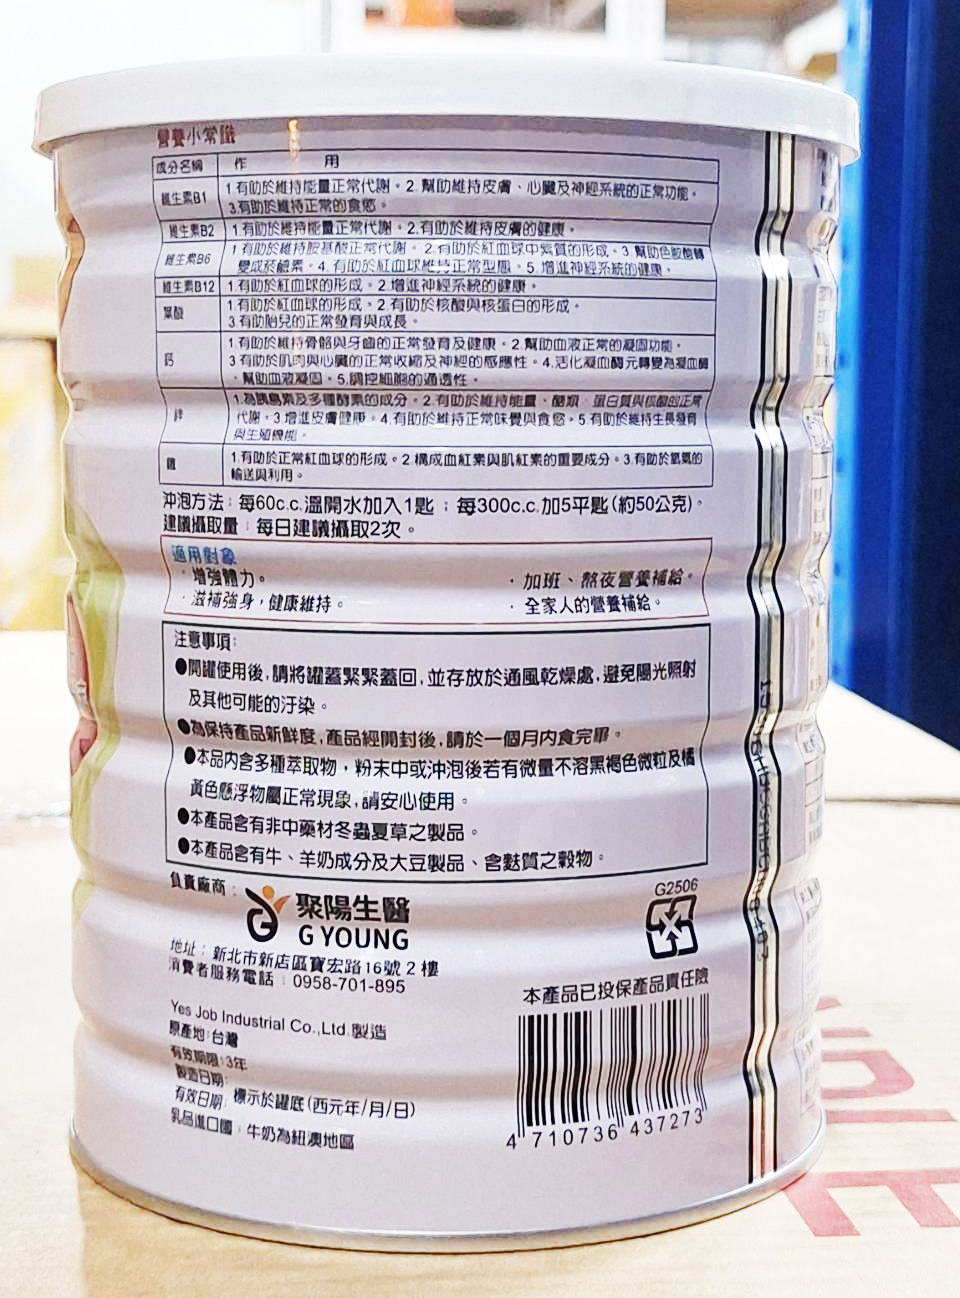 營養小常識
成分名稱 作 用
維生素B1 1.有助於維持能量正常代謝。2.幫助維持皮膚、心臟及神經系統的正常功能。
3.有助於維持正常的食慾。
維生素B2 1.有助於維持能量正常代謝。2.有助於維持皮膚的健康。
維生素B6 1.有助於維持胺基酸正常代謝。2.有助於紅血球中紫質的形成。3.幫助色胺酸轉
變成菸鹼素。4.有助於紅血球維持正常型態。5.增進神經系統的健康。
維生素B12 1.有助於紅血球的形成。2.增進神經系統的健康。
葉酸 1.有助於紅血球的形成。2.有助於核酸與核蛋白的形成。
3.有助胎兒的正常發育與成長。
鈣 1.有助於維持骨骼與牙齒的正常發育及健康。2.幫助血液正常的凝固功能。
3.有助於肌肉與心臟的正常收縮及神經的感應性。4.活化凝血酶元轉變為凝血酶
，幫助血液凝固。5.調控細胞的通透性。
鋅 1.為胰島素及多種酵素的成分。2.有助於維持能量、醣類、蛋白質與核酸的正常
代謝。3.增進皮膚健康。4.有助於維持正常味覺與食慾。5.有助於維持生長發育
與生殖機能。
鐵 1.有助於正常紅血球的形成。2.構成血紅素與肌紅素的重要成分。3.有助於氧氣的
輸送與利用。
沖泡方法：每60c.c.溫開水加入1匙；每300c.c.加5平匙(約50公克)。
建議攝取量：每日建議攝取2次。
適用對象
．增強體力。 ．加班、熬夜營養補給。
．滋補強身，健康維持。 ．全家人的營養補給。
注意事項:
●開罐使用後,請將罐蓋緊緊蓋回,並存放於通風乾燥處,避免陽光照射
及其他可能的汙染。
●為保持產品新鮮度,產品經開封後,請於一個月內食完畢。
●本品內含多種萃取物，粉末中或沖泡後若有微量不溶黑褐色微粒及橘
黃色懸浮物屬正常現象,請安心使用。
●本產品含有非中藥材冬蟲夏草之製品。
●本產品含有牛、羊奶成分及大豆製品、含麩質之穀物。
負責廠商：
聚陽生醫
G YOUNG
G2506
地址：新北市新店區寶宏路16號2樓
消費者服務電話：0958-701-895
本產品已投保產品責任險
Yes Job Industrial Co.,Ltd.製造
原產地:台灣
有效期限:3年
製造日期:
有效日期: 標示於罐底(西元年/月/日)
乳品進口國：牛奶為紐澳地區
4 710736 437273